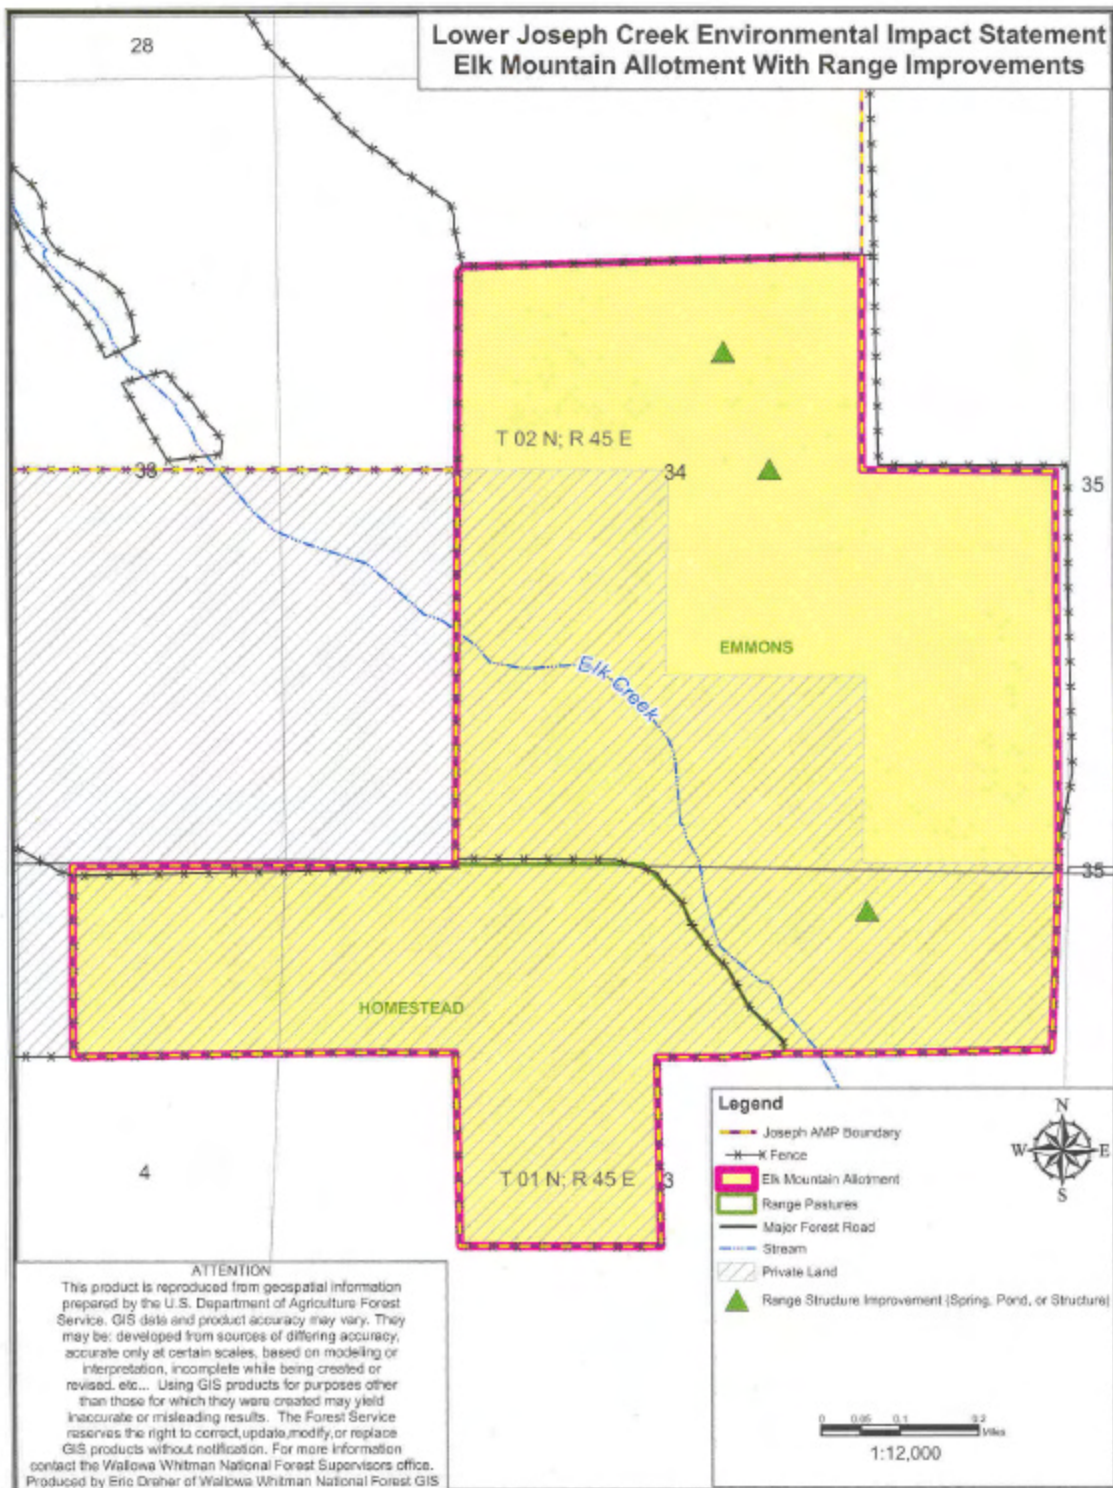 Lower Joseph Creek Environmental Impact Statement
Elk Mountain Allotment With Range Improvements
28
T 02 N; R 45 E
33
34
35
EMMONS
Elk Creek
35
HOMESTEAD
4
T 01 N; R 45 E
3
Legend
Joseph AMP Boundary
Fence
Elk Mountain Allotment
Range Pastures
Major Forest Road
Stream
Private Land
Range Structure Improvement (Spring, Pond, or Structure)
N
W
E
S
0 0.05 0.1 0.2
Miles
1:12,000
ATTENTION
This product is reproduced from geospatial information
prepared by the U.S. Department of Agriculture Forest
Service. GIS data and product accuracy may vary. They
may be: developed from sources of differing accuracy,
accurate only at certain scales, based on modeling or
interpretation, incomplete while being created or
revised, etc... Using GIS products for purposes other
than those for which they were created may yield
inaccurate or misleading results. The Forest Service
reserves the right to correct,update,modify,or replace
GIS products without notification. For more information
contact the Wallowa Whitman National Forest Supervisors office.
Produced by Eric Dreher of Wallowa Whitman National Forest GIS